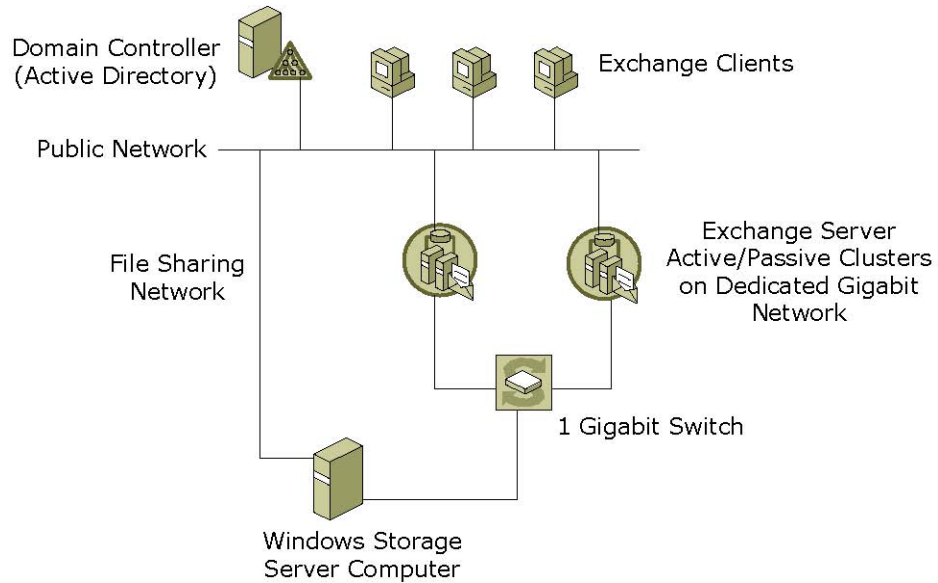 Domain Controller
(Active Directory)
Exchange Clients
Public Network
File Sharing
Network
Exchange Server
Active/Passive Clusters
on Dedicated Gigabit
Network
1 Gigabit Switch
Windows Storage
Server Computer